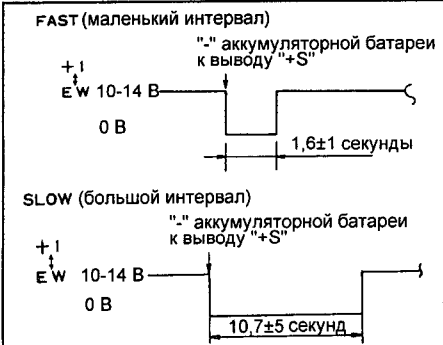 FAST (маленький интервал)
"-" аккумуляторной батареи
к выводу "+S"
+1
EW 10-14 В
0 В
1,6±1 секунды
SLOW (большой интервал)
"-" аккумуляторной батареи
к выводу "+S"
+1
EW 10-14 В
0 В
10,7±5 секунд